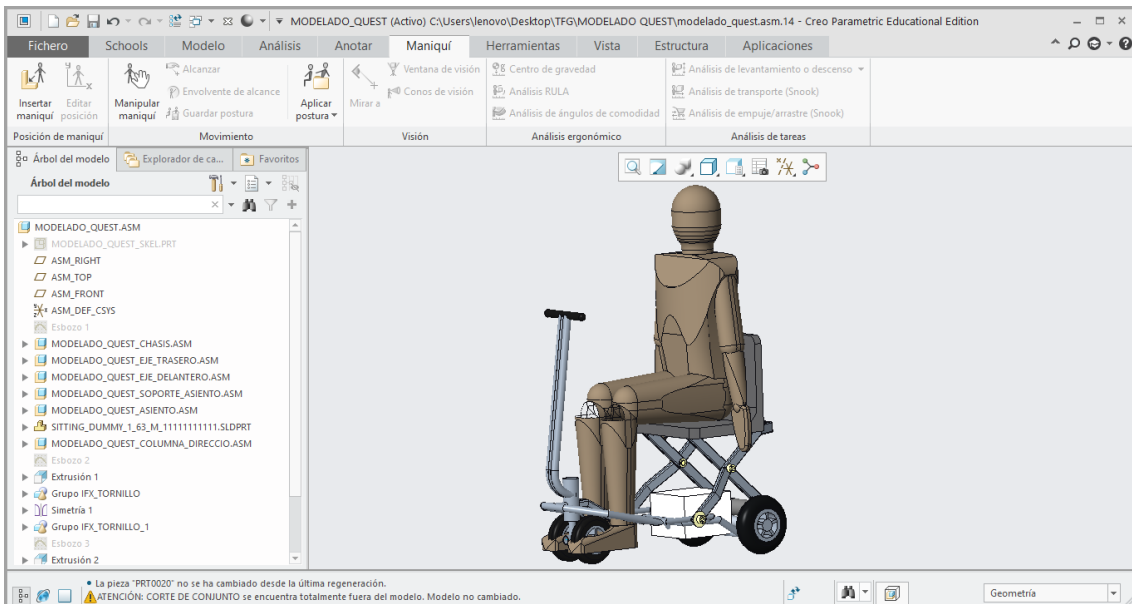 MODELADO_QUEST (Activo) C:\Users\lenovo\Desktop\TFG\MODELADO QUEST\modelado_quest.asm.14 - Creo Parametric Educational Edition
Fichero Schools Modelo Análisis Anotar Maniquí Herramientas Vista Estructura Aplicaciones
Insertar maniquí
Editar posición
Manipular maniquí
Alcanzar
Envolvente de alcance
Guardar postura
Aplicar postura
Mirar a
Ventana de visión
Conos de visión
Centro de gravedad
Análisis RULA
Análisis de ángulos de comodidad
Análisis de levantamiento o descenso
Análisis de transporte (Snook)
Análisis de empuje/arrastre (Snook)
Posición de maniquí Movimiento Visión Análisis ergonómico Análisis de tareas
Árbol del modelo Explorador de ca... Favoritos
Árbol del modelo
MODELADO_QUEST.ASM
MODELADO_QUEST_SKEL.PRT
ASM_RIGHT
ASM_TOP
ASM_FRONT
ASM_DEF_CSYS
Esbozo 1
MODELADO_QUEST_CHASIS.ASM
MODELADO_QUEST_EJE_TRASERO.ASM
MODELADO_QUEST_EJE_DELANTERO.ASM
MODELADO_QUEST_SOPORTE_ASIENTO.ASM
MODELADO_QUEST_ASIENTO.ASM
SITTING_DUMMY_1_63_M_11111111111.SLDPRT
MODELADO_QUEST_COLUMNA_DIRECCIO.ASM
Esbozo 2
Extrusión 1
Grupo IFX_TORNILLO
Simetría 1
Grupo IFX_TORNILLO_1
Esbozo 3
Extrusión 2
• La pieza "PRT0020" no se ha cambiado desde la última regeneración.
ATENCIÓN: CORTE DE CONJUNTO se encuentra totalmente fuera del modelo. Modelo no cambiado.
Geometría